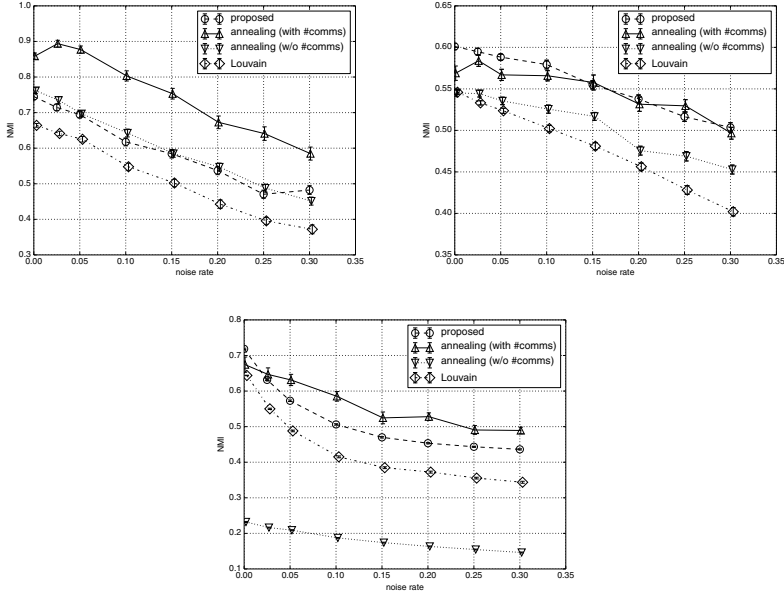 1.0
0.9
0.8
0.7
0.6
0.5
0.4
0.3
NMI
0.00 0.05 0.10 0.15 0.20 0.25 0.30 0.35
noise rate
proposed
annealing (with #comms)
annealing (w/o #comms)
Louvain
0.65
0.60
0.55
0.50
0.45
0.40
0.35
NMI
0.00 0.05 0.10 0.15 0.20 0.25 0.30 0.35
noise rate
proposed
annealing (with #comms)
annealing (w/o #comms)
Louvain
0.8
0.7
0.6
0.5
0.4
0.3
0.2
0.1
NMI
0.00 0.05 0.10 0.15 0.20 0.25 0.30 0.35
noise rate
proposed
annealing (with #comms)
annealing (w/o #comms)
Louvain